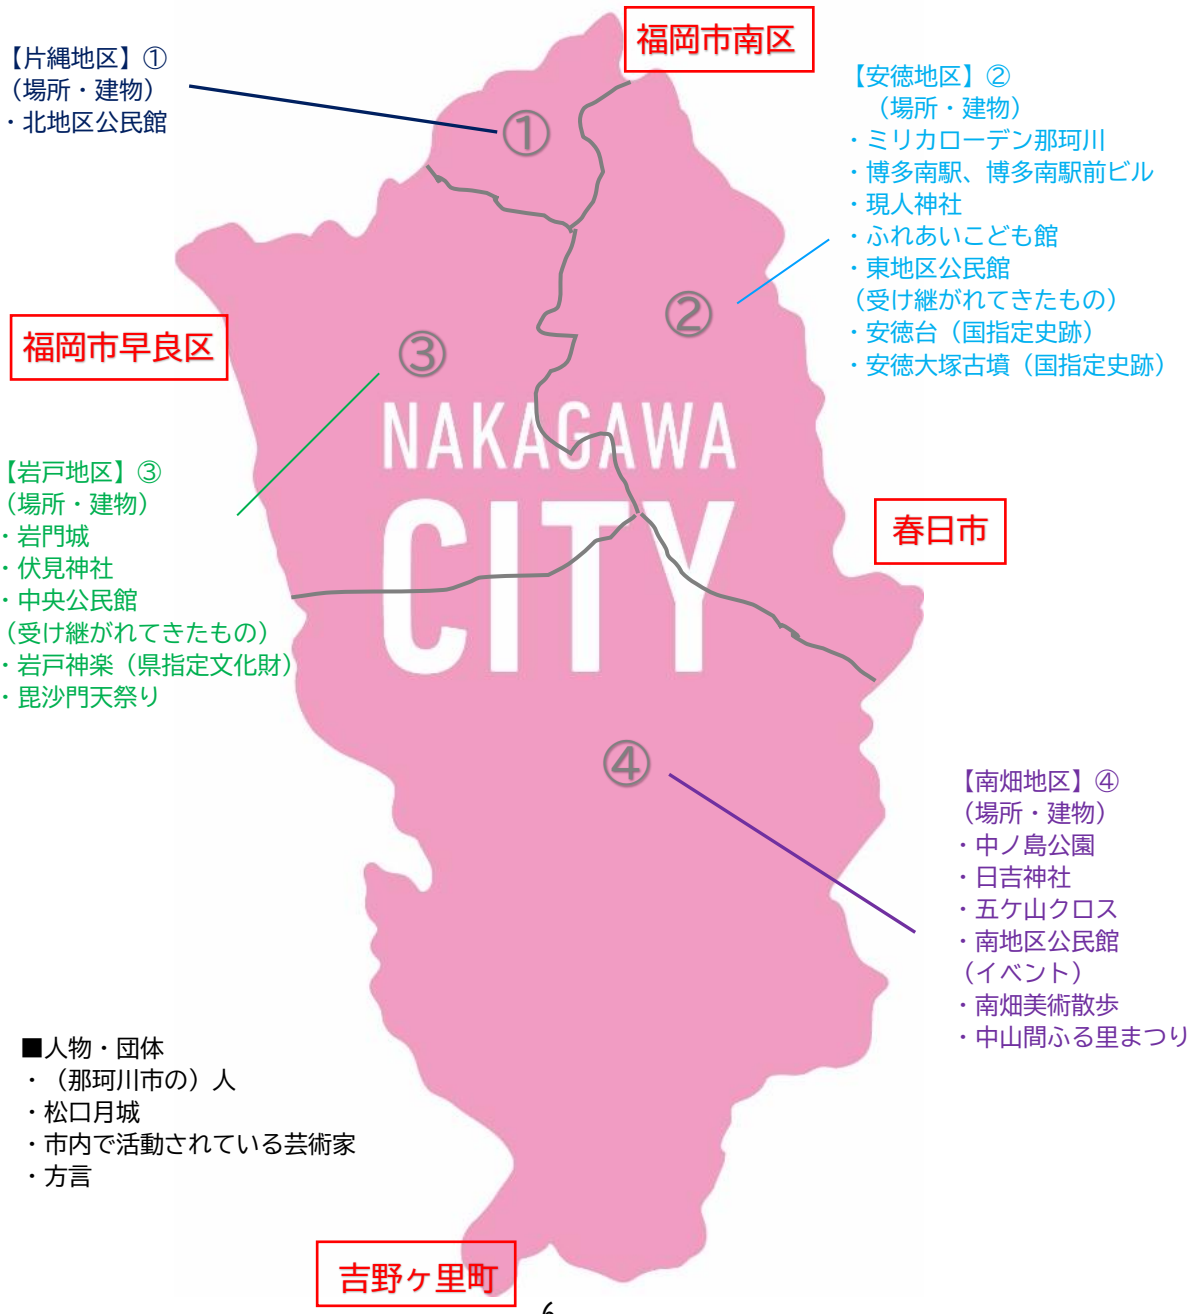 福岡市南区
【片縄地区】①
（場所・建物）
・北地区公民館
①
【安徳地区】②
（場所・建物）
・ミリカローデン那珂川
・博多南駅、博多南駅前ビル
・現人神社
・ふれあいこども館
・東地区公民館
（受け継がれてきたもの）
・安徳台（国指定史跡）
・安徳大塚古墳（国指定史跡）
②
福岡市早良区
③
NAKAGAWA
CITY
【岩戸地区】③
（場所・建物）
・岩門城
・伏見神社
・中央公民館
（受け継がれてきたもの）
・岩戸神楽（県指定文化財）
・毘沙門天祭り
春日市
④
【南畑地区】④
（場所・建物）
・中ノ島公園
・日吉神社
・五ケ山クロス
・南地区公民館
（イベント）
・南畑美術散歩
・中山間ふる里まつり
■人物・団体
・（那珂川市の）人
・松口月城
・市内で活動されている芸術家
・方言
吉野ヶ里町
6